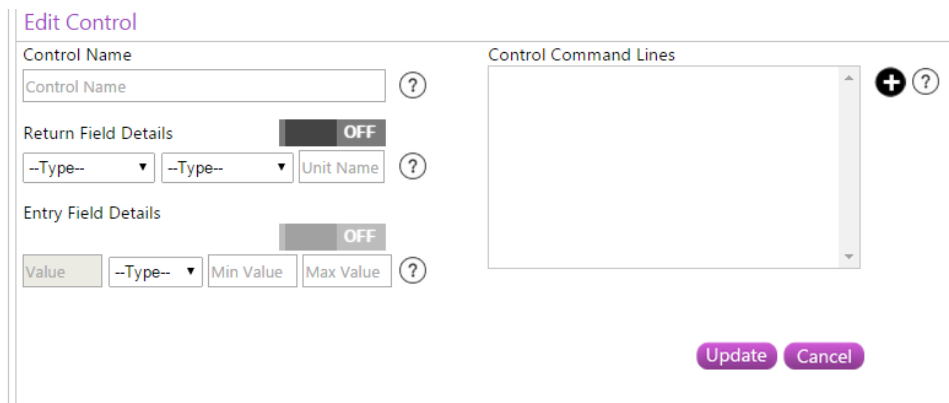 Edit Control
Control Name
Control Name
?
Return Field Details
OFF
--Type--
--Type--
Unit Name
?
Entry Field Details
OFF
Value
--Type--
Min Value
Max Value
?
Control Command Lines
?
Update
Cancel